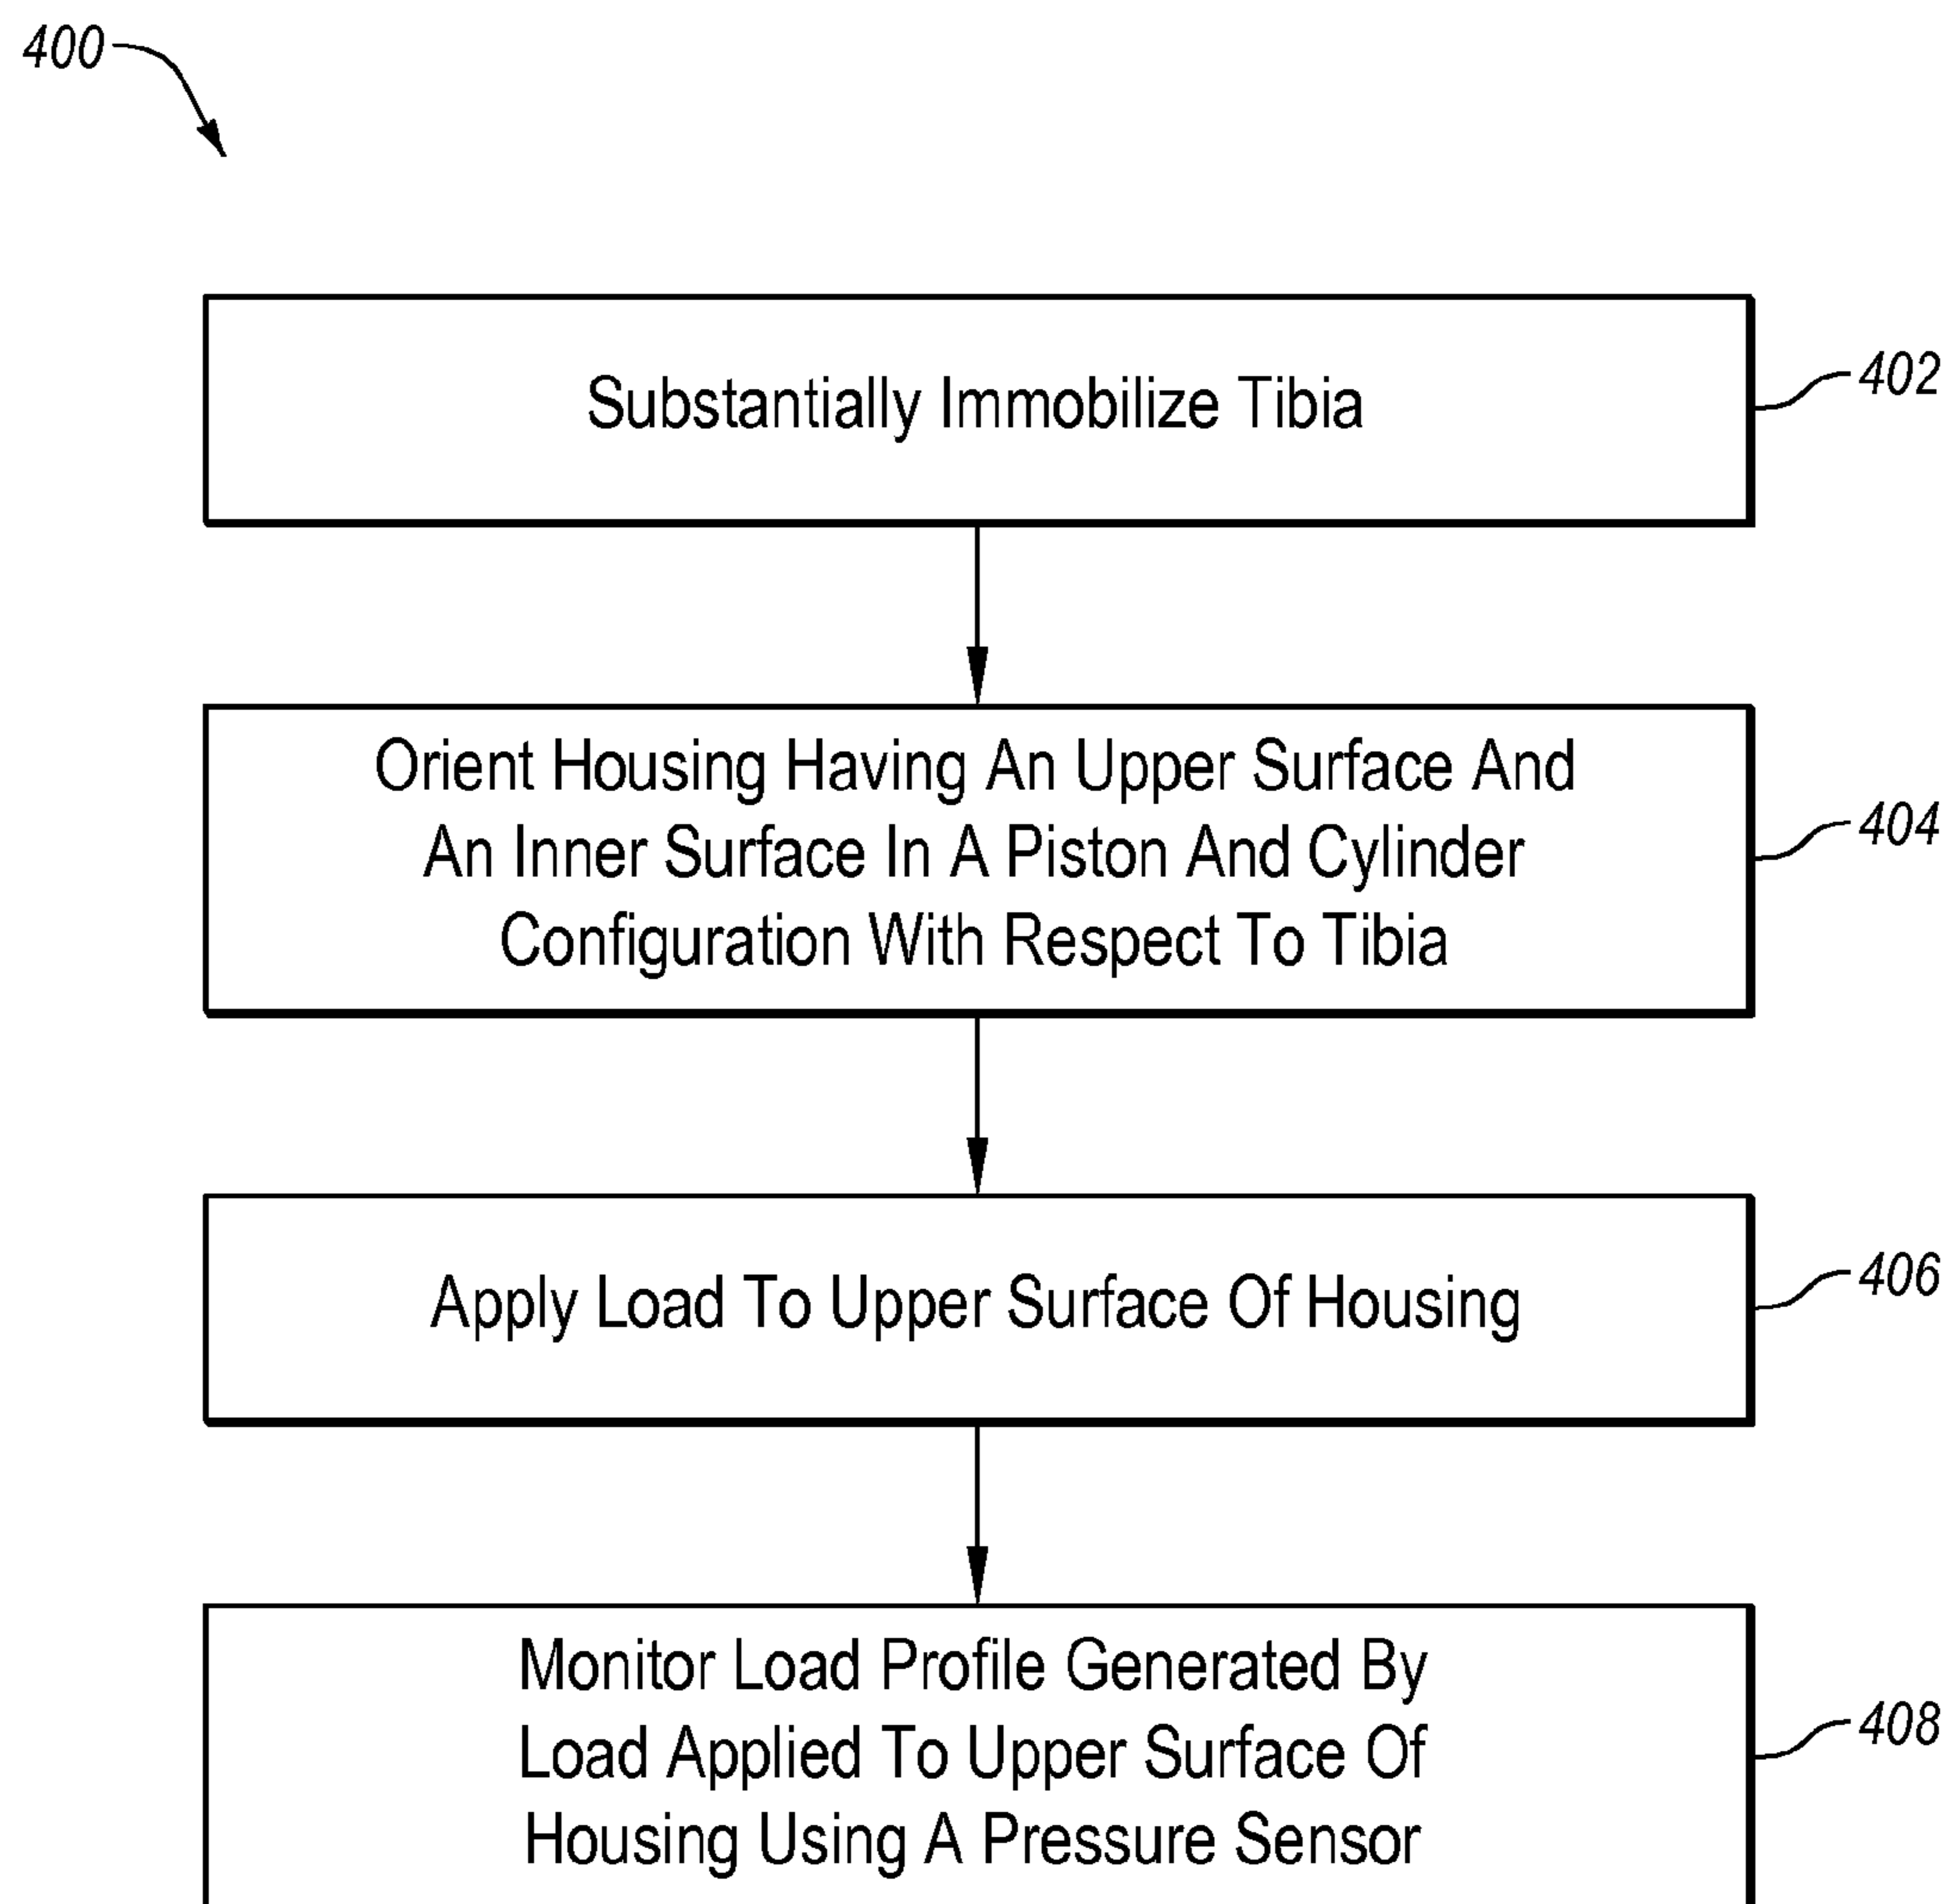 400
Substantially Immobilize Tibia
402
Orient Housing Having An Upper Surface And
An Inner Surface In A Piston And Cylinder
Configuration With Respect To Tibia
404
Apply Load To Upper Surface Of Housing
406
Monitor Load Profile Generated By
Load Applied To Upper Surface Of
Housing Using A Pressure Sensor
408